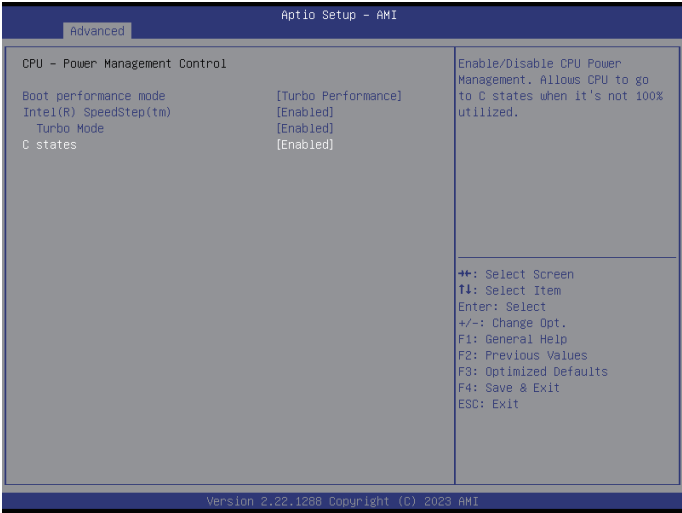 Aptio Setup – AMI
Advanced
CPU – Power Management Control
Boot performance mode [Turbo Performance]
Intel(R) SpeedStep(tm) [Enabled]
Turbo Mode [Enabled]
C states [Enabled]
Enable/Disable CPU Power
Management. Allows CPU to go
to C states when it's not 100%
utilized.
→←: Select Screen
↑↓: Select Item
Enter: Select
+/–: Change Opt.
F1: General Help
F2: Previous Values
F3: Optimized Defaults
F4: Save & Exit
ESC: Exit
Version 2.22.1288 Copyright (C) 2023 AMI